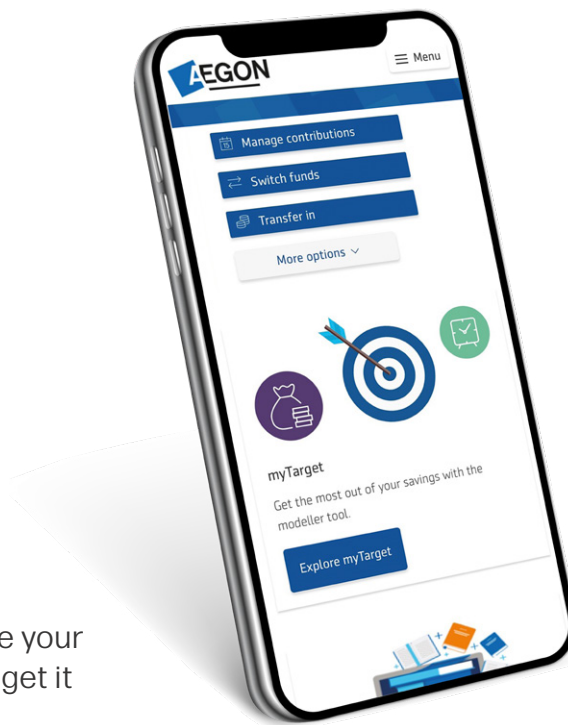 AEGON
Menu
Manage contributions
Switch funds
Transfer in
More options
myTarget
Get the most out of your savings with the
modeller tool.
Explore myTarget
e your
get it